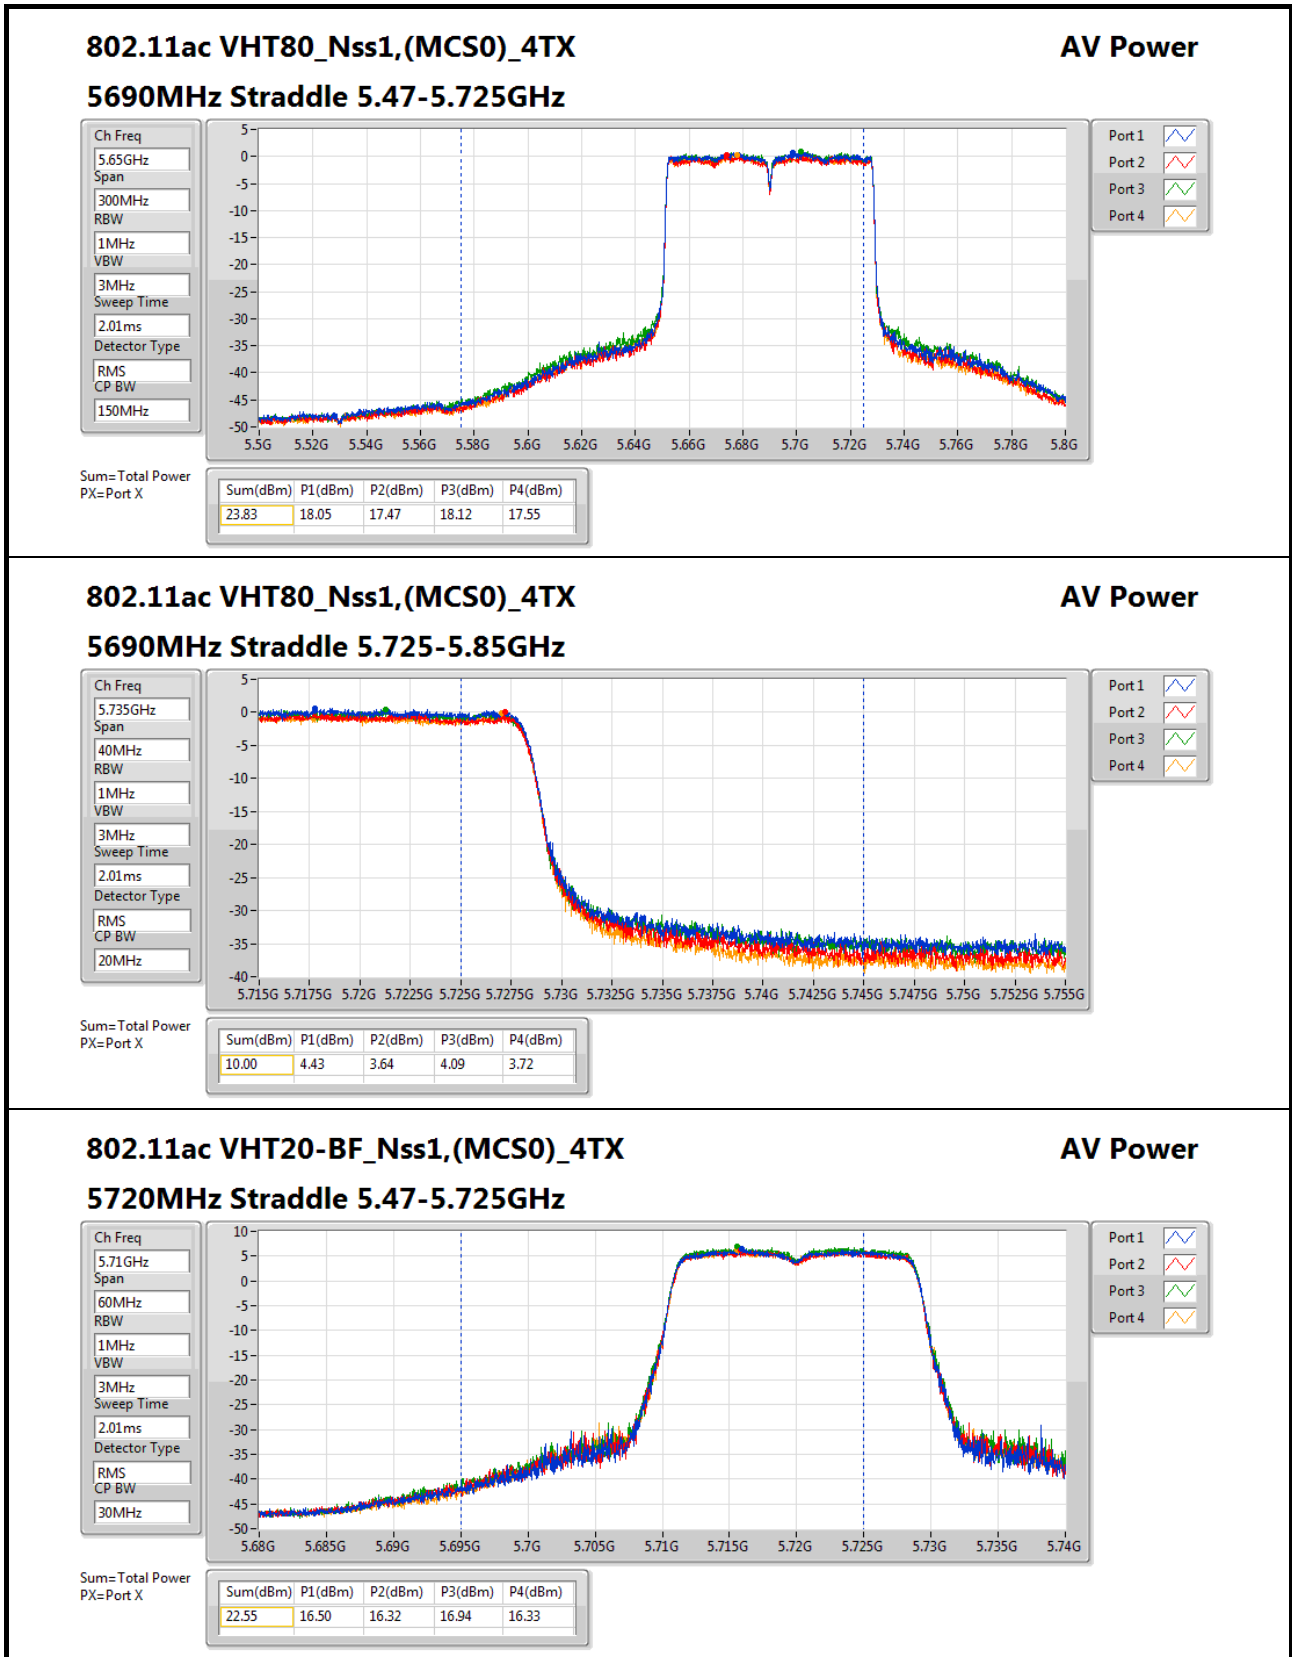 802.11ac VHT80_Nss1,(MCS0)_4TX AV Power
5690MHz Straddle 5.47-5.725GHz
Ch Freq
5.65GHz
Span
300MHz
RBW
1MHz
VBW
3MHz
Sweep Time
2.01ms
Detector Type
RMS
CP BW
150MHz
5
0
-5
-10
-15
-20
-25
-30
-35
-40
-45
-50
5.5G 5.52G 5.54G 5.56G 5.58G 5.6G 5.62G 5.64G 5.66G 5.68G 5.7G 5.72G 5.74G 5.76G 5.78G 5.8G
Port 1
Port 2
Port 3
Port 4
Sum=Total Power
PX=Port X
Sum(dBm) P1(dBm) P2(dBm) P3(dBm) P4(dBm)
23.83 18.05 17.47 18.12 17.55
802.11ac VHT80_Nss1,(MCS0)_4TX AV Power
5690MHz Straddle 5.725-5.85GHz
Ch Freq
5.735GHz
Span
40MHz
RBW
1MHz
VBW
3MHz
Sweep Time
2.01ms
Detector Type
RMS
CP BW
20MHz
5
0
-5
-10
-15
-20
-25
-30
-35
-40
5.715G 5.7175G 5.72G 5.7225G 5.725G 5.7275G 5.73G 5.7325G 5.735G 5.7375G 5.74G 5.7425G 5.745G 5.7475G 5.75G 5.7525G 5.755G
Port 1
Port 2
Port 3
Port 4
Sum=Total Power
PX=Port X
Sum(dBm) P1(dBm) P2(dBm) P3(dBm) P4(dBm)
10.00 4.43 3.64 4.09 3.72
802.11ac VHT20-BF_Nss1,(MCS0)_4TX AV Power
5720MHz Straddle 5.47-5.725GHz
Ch Freq
5.71GHz
Span
60MHz
RBW
1MHz
VBW
3MHz
Sweep Time
2.01ms
Detector Type
RMS
CP BW
30MHz
10
5
0
-5
-10
-15
-20
-25
-30
-35
-40
-45
-50
5.68G 5.685G 5.69G 5.695G 5.7G 5.705G 5.71G 5.715G 5.72G 5.725G 5.73G 5.735G 5.74G
Port 1
Port 2
Port 3
Port 4
Sum=Total Power
PX=Port X
Sum(dBm) P1(dBm) P2(dBm) P3(dBm) P4(dBm)
22.55 16.50 16.32 16.94 16.33